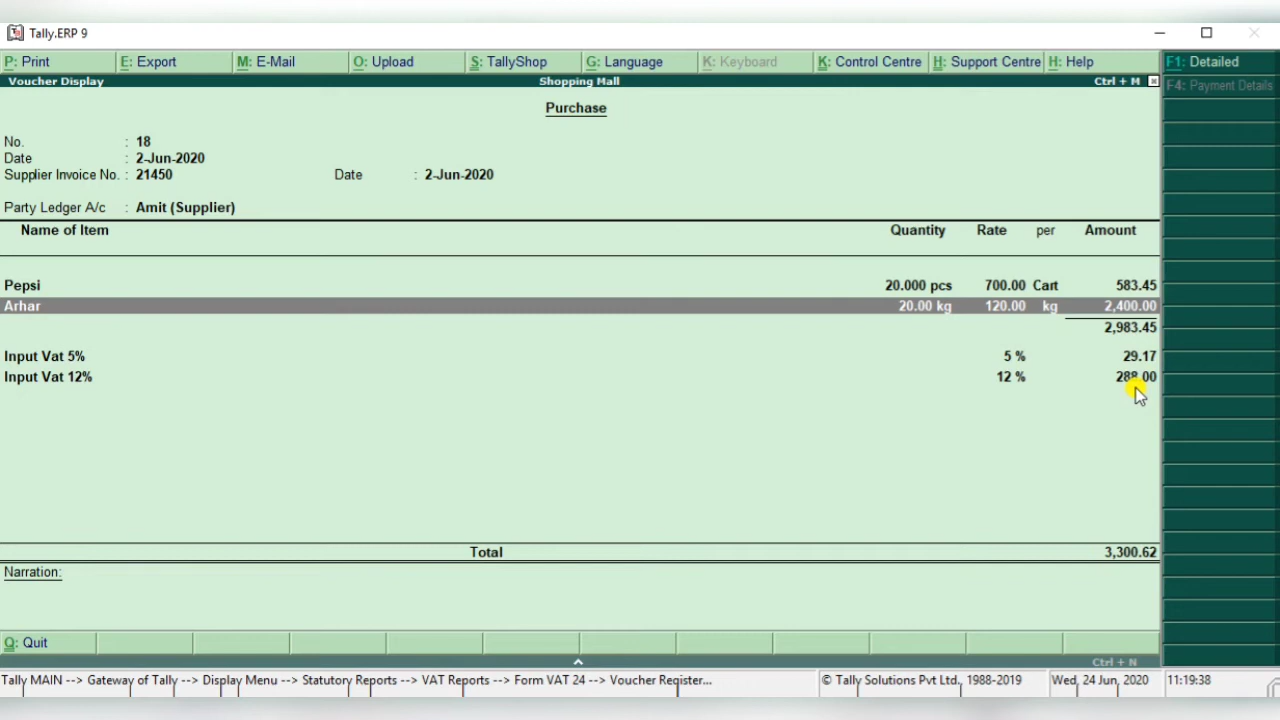 Tally.ERP 9
P: Print E: Export M: E-Mail O: Upload S: TallyShop G: Language K: Keyboard K: Control Centre H: Support Centre H: Help F1: Detailed
Voucher Display Shopping Mall Ctrl + M
F4: Payment Details
Purchase
No. : 18
Date : 2-Jun-2020
Supplier Invoice No. : 21450 Date : 2-Jun-2020
Party Ledger A/c : Amit (Supplier)
Name of Item Quantity Rate per Amount
Pepsi 20.000 pcs 700.00 Cart 583.45
Arhar 20.00 kg 120.00 kg 2,400.00
2,983.45
Input Vat 5% 5 % 29.17
Input Vat 12% 12 % 288.00
Total 3,300.62
Narration:
Q: Quit
Ctrl + N
Tally MAIN --> Gateway of Tally --> Display Menu --> Statutory Reports --> VAT Reports --> Form VAT 24 --> Voucher Register... © Tally Solutions Pvt Ltd., 1988-2019 Wed, 24 Jun, 2020 11:19:38